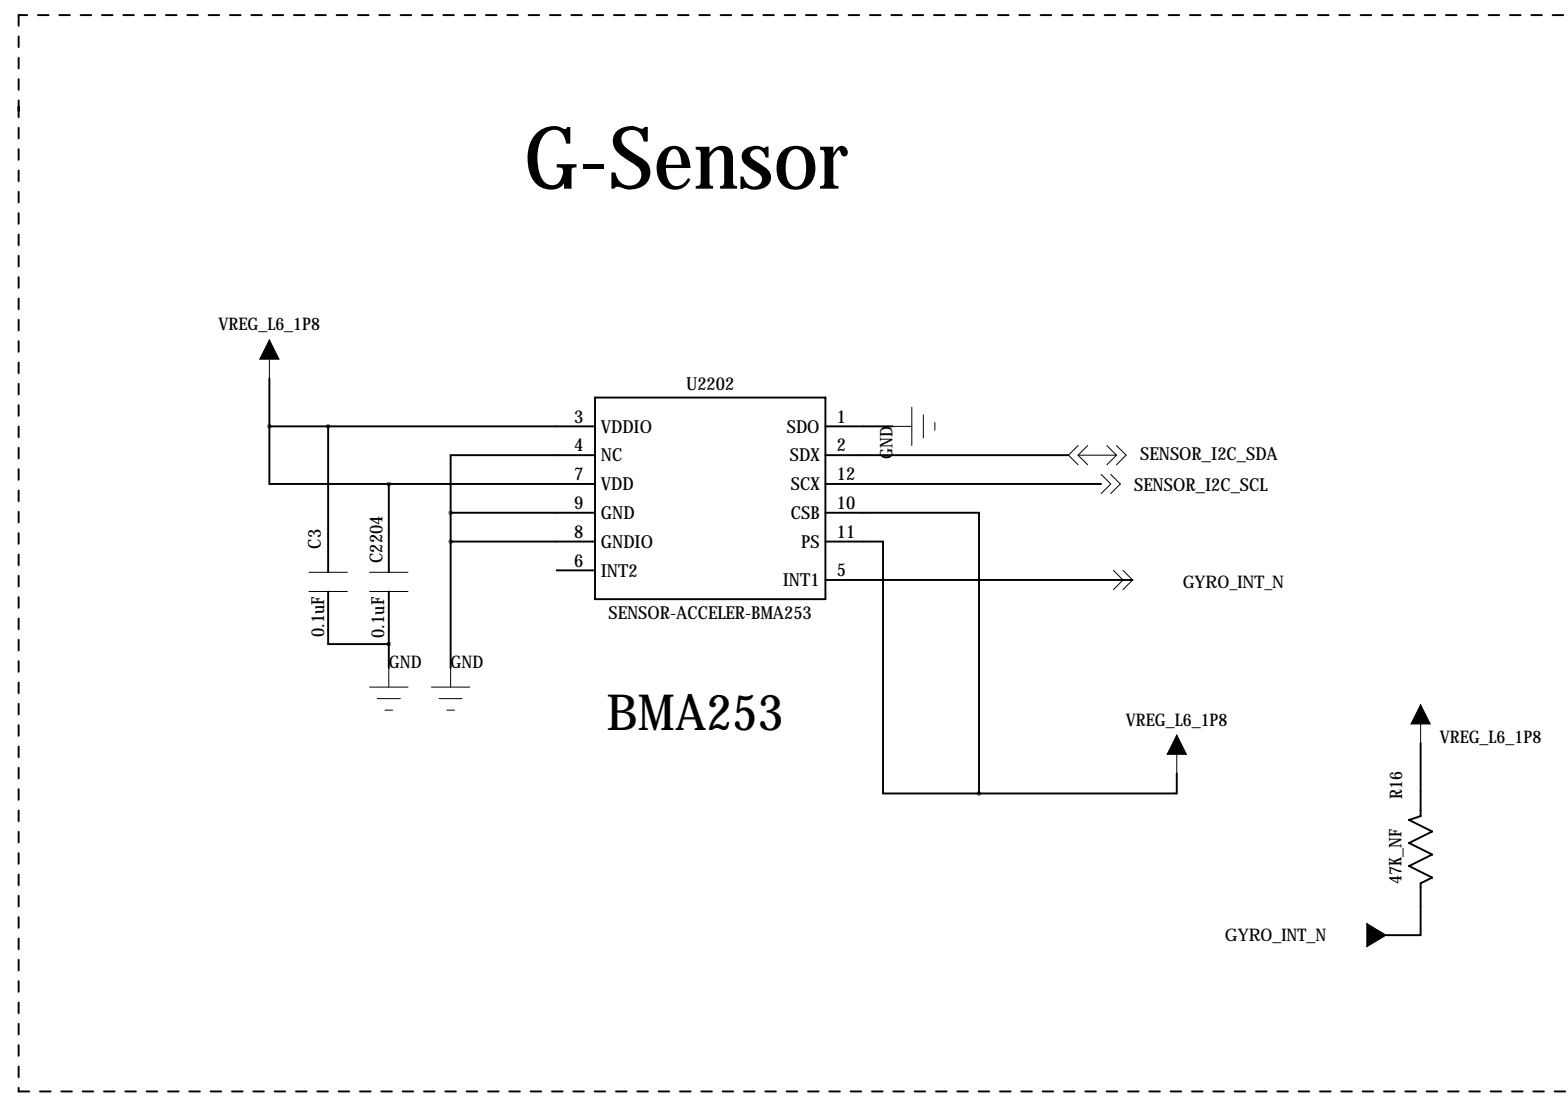 G-Sensor
VREG_L6_1P8
U2202
3 VDDIO
4 NC
7 VDD
9 GND
8 GNDIO
6 INT2
SDO 1
SDX 2
SCX 12
CSB 10
PS 11
INT1 5
GND
SENSOR_I2C_SDA
SENSOR_I2C_SCL
GYRO_INT_N
C3
0.1uF
C2204
0.1uF
GND
GND
SENSOR-ACCELER-BMA253
BMA253
VREG_L6_1P8
VREG_L6_1P8
R16
47K_NF
GYRO_INT_N